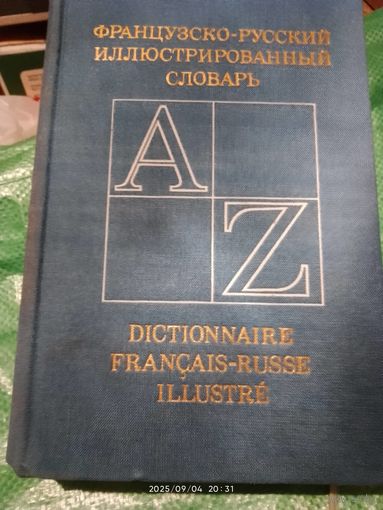 ФРАНЦУЗСКО-РУССКИЙ
ИЛЛЮСТРИРОВАННЫЙ
СЛОВАРЬ
A
Z
DICTIONNAIRE
FRANÇAIS-RUSSE
ILLUSTRÉ
2025/09/04 20:31